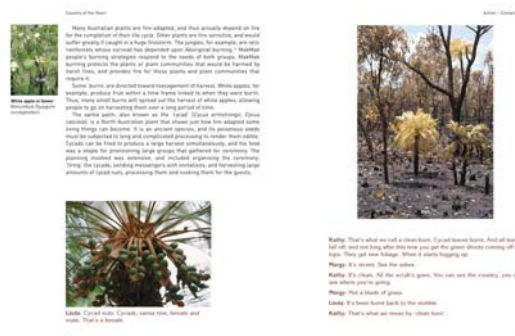 Country of the Heart
Many Australian plants are fire-adapted, and thus actually depend on fire
for the completion of their life cycle. Other plants are fire-sensitive, and would
suffer greatly if caught in a huge firestorm. The jungles, for example, are relic
rainforests whose survival has depended upon Aboriginal burning. MakMak
people's burning strategies respond to the needs of both groups. MakMak
burning protects the plants or plant communities that would be harmed by
harsh fires, and provides fire for those plants and plant communities that
require it.
Some 'burns' are directed toward management of harvest. White apples, for
example, produce fruit within a time frame linked to when they were burnt.
Thus, many small burns will spread out the harvest of white apples, allowing
people to go on harvesting them over a long period of time.
The sanma palm, also known as the 'cycad' (Cycas armstrongii, Cycas
calcicola), is a North Australian plant that shows just how fire-adapted some
living things can become. It is an ancient species, and its poisonous seeds
must be subjected to long and complicated processing to render them edible.
Cycads can be fired to produce a large harvest simultaneously, and the food
was a staple for provisioning large groups that gathered for ceremony. The
planning involved was extensive, and included organising the ceremony,
'firing' the cycads, sending messengers with invitations, and harvesting large
amounts of cycad nuts, processing them and cooking them for the guests.
White apple in flower
Linda: Cycad nuts. Cycads, sanma tree, female and
male. That's a female.
Action – Contact
Kathy: That's what we call a clean burn. Cycad leaves burnt. And all
fall off, and not long after this now you get the green shoots coming off
tops. They get new foliage. When it starts fogging up.
Margy: It's recent. See the ashes.
Kathy: It's clean. All the scrub's gone. You can see the country, you
see where you're going.
Margy: Not a blade of grass.
Linda: It's been burnt back to the stubble.
Kathy: That's what we mean by 'clean burn'.